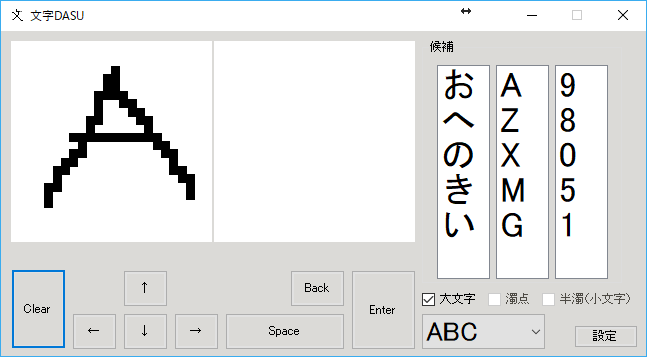 文字DASU
候補
A
お A 9
へ Z 8
の X 0
き M 5
い G 1
Clear
↑
Back
Enter
← ↓ →
Space
大文字 濁点 半濁(小文字)
ABC
設定